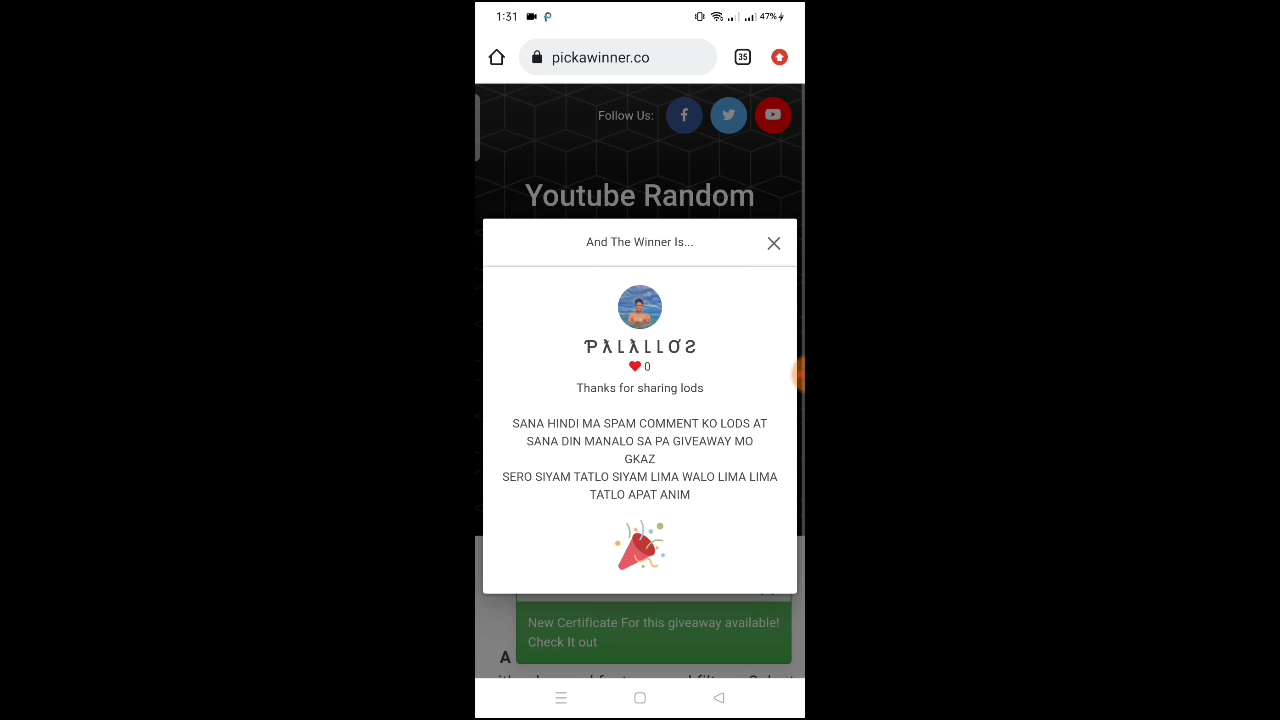 1:31
47%
pickawinner.co
35
Follow Us:
Youtube Random
And The Winner Is...
Ƥ ƛ L ƛ L L Ơ Ƨ
0
Thanks for sharing lods
SANA HINDI MA SPAM COMMENT KO LODS AT
SANA DIN MANALO SA PA GIVEAWAY MO
GKAZ
SERO SIYAM TATLO SIYAM LIMA WALO LIMA LIMA
TATLO APAT ANIM
New Certificate For this giveaway available!
Check It out
A